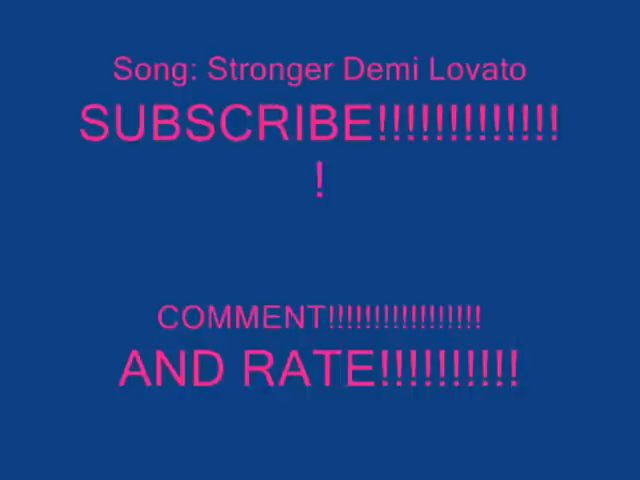 Song: Stronger Demi Lovato
SUBSCRIBE!!!!!!!!!!!!!
!
COMMENT!!!!!!!!!!!!!!!!!
AND RATE!!!!!!!!!!